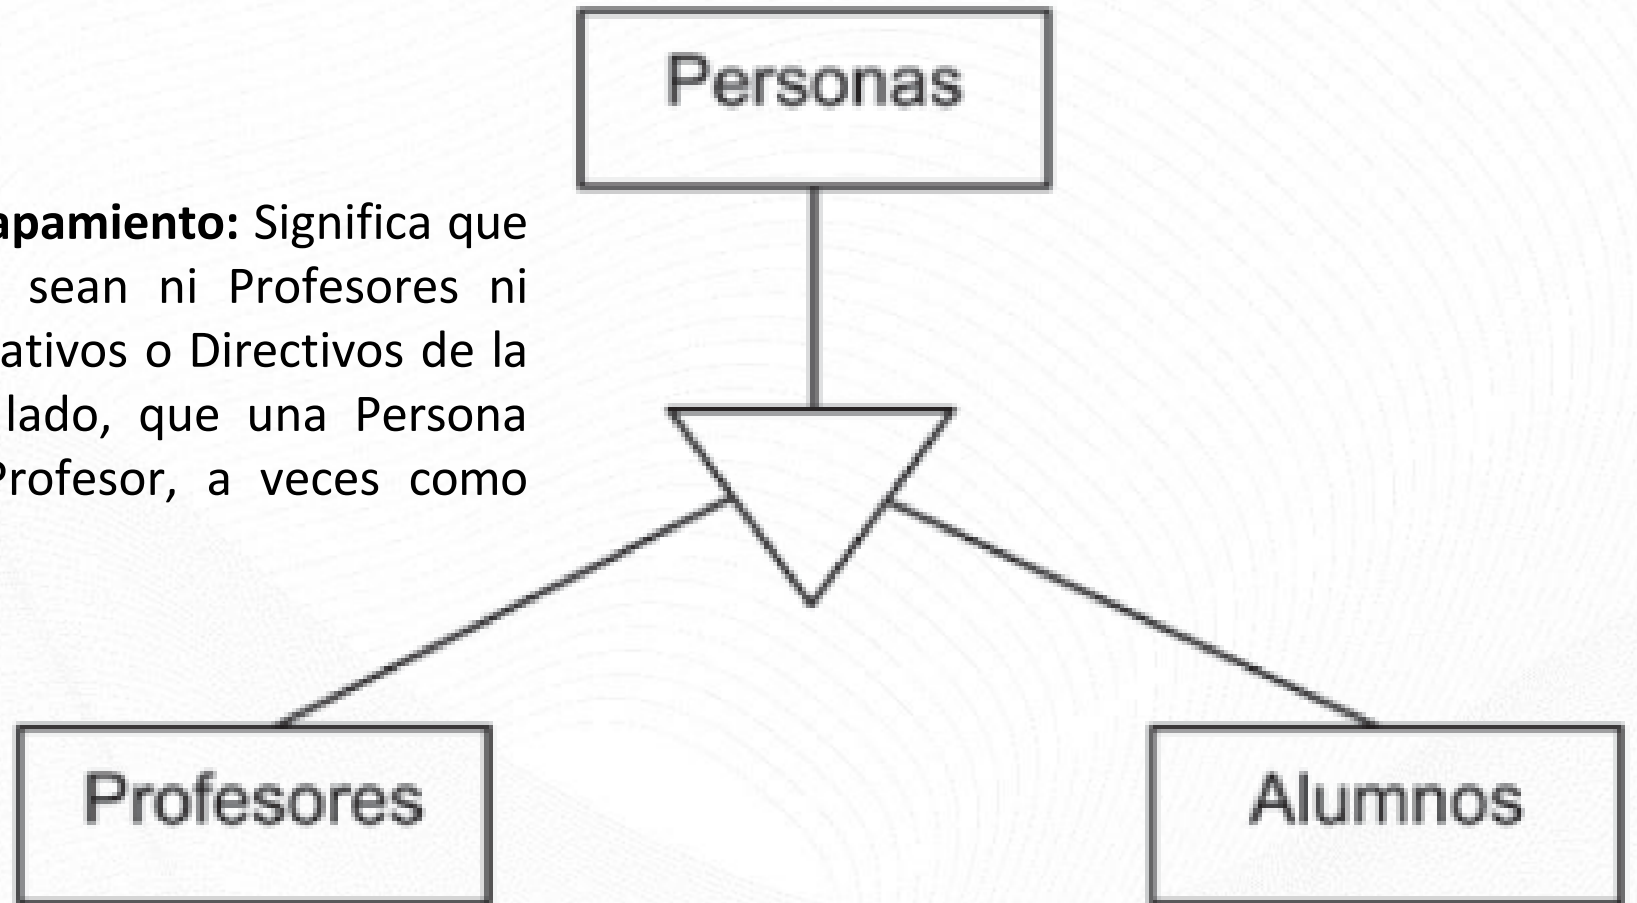 Personas
apamiento: Significa que
sean ni Profesores ni
ativos o Directivos de la
lado, que una Persona
Profesor, a veces como
Profesores
Alumnos